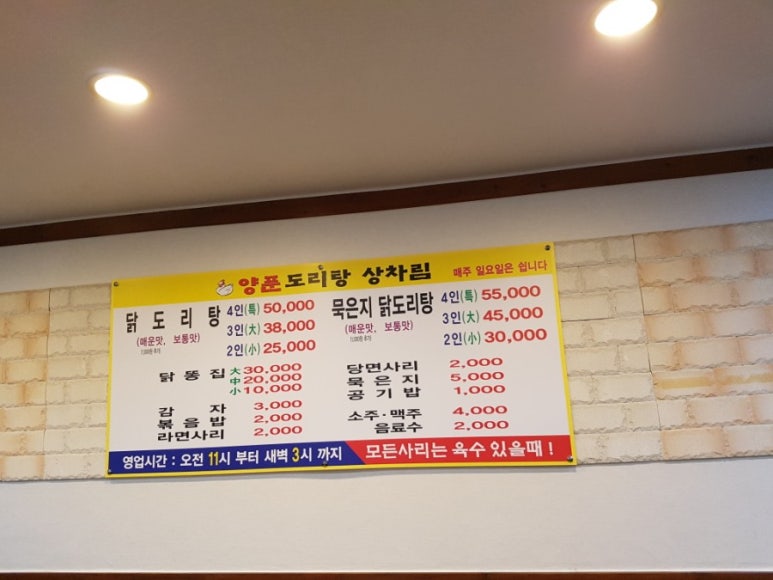 양푼도리탕 상차림 매주 일요일은 쉽니다
닭도리탕 4인(특) 50,000
(매운맛, 보통맛) 3인(大) 38,000
2인(小) 25,000
묵은지 닭도리탕 4인(특) 55,000
(매운맛, 보통맛) 3인(大) 45,000
2인(小) 30,000
닭똥집 大 30,000
中 20,000
小 10,000
감자 3,000
볶음밥 2,000
라면사리 2,000
당면사리 2,000
묵은지 5,000
공기밥 1,000
소주·맥주 4,000
음료수 2,000
영업시간 : 오전 11시 부터 새벽 3시 까지
모든사리는 육수 있을때!